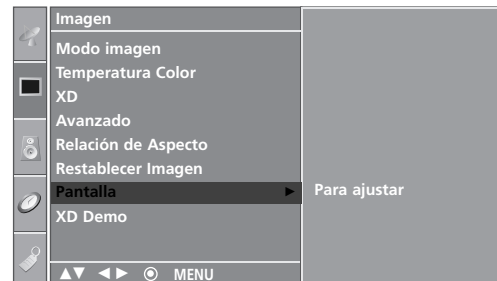 Imagen
Modo imagen
Temperatura Color
XD
Avanzado
Relación de Aspecto
Restablecer Imagen
Pantalla ► Para ajustar
XD Demo
▲▼ ◄► ⦿ MENU